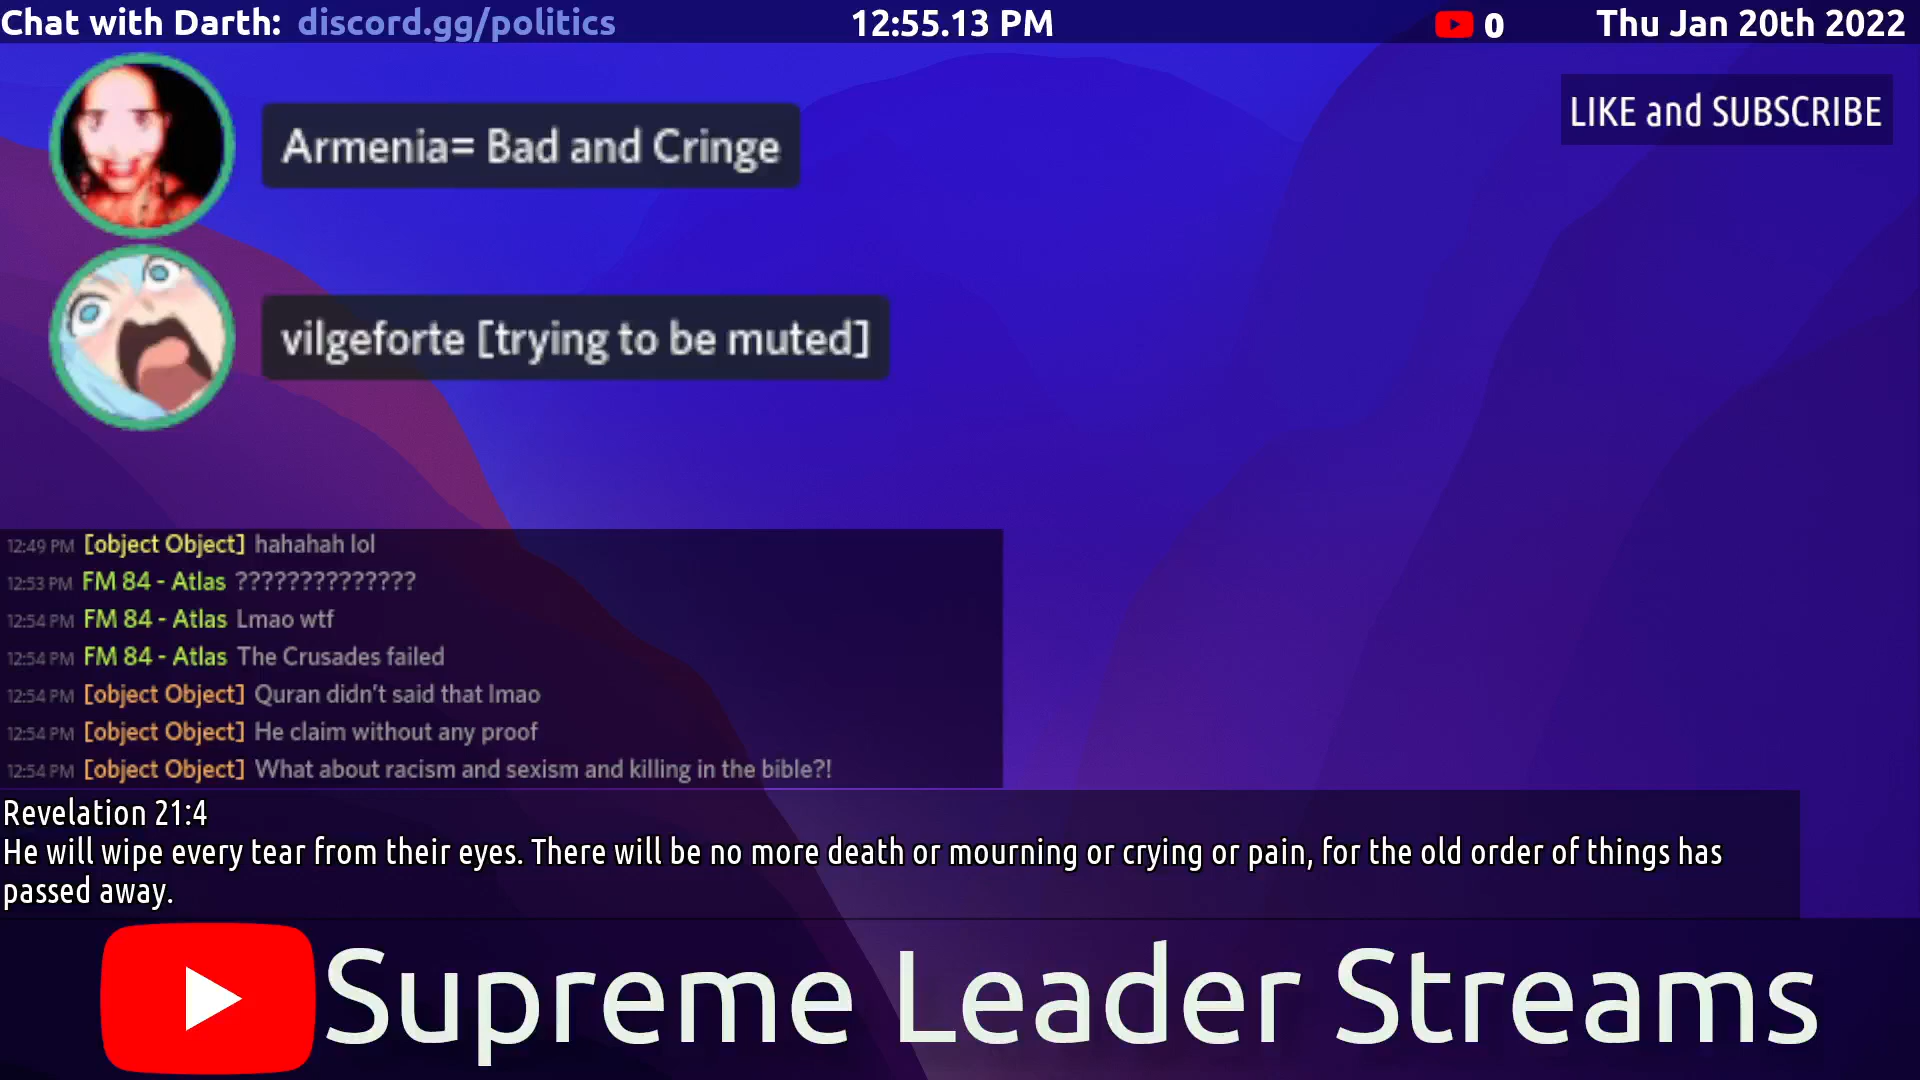 Chat with Darth: discord.gg/politics 12:55.13 PM 0 Thu Jan 20th 2022
LIKE and SUBSCRIBE
Armenia= Bad and Cringe
vilgeforte [trying to be muted]
12:49 PM [object Object] hahahah lol
12:53 PM FM 84 - Atlas ??????????????
12:54 PM FM 84 - Atlas Lmao wtf
12:54 PM FM 84 - Atlas The Crusades failed
12:54 PM [object Object] Quran didn't said that lmao
12:54 PM [object Object] He claim without any proof
12:54 PM [object Object] What about racism and sexism and killing in the bible?!
Revelation 21:4
He will wipe every tear from their eyes. There will be no more death or mourning or crying or pain, for the old order of things has
passed away.
Supreme Leader Streams